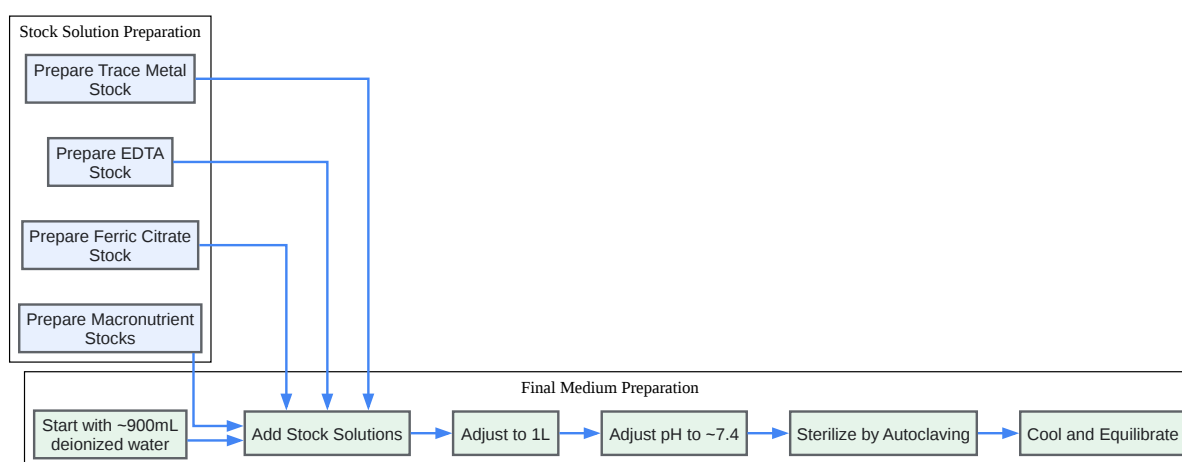 Stock Solution Preparation
Prepare Trace Metal
Stock
Prepare EDTA
Stock
Prepare Ferric Citrate
Stock
Prepare Macronutrient
Stocks
Final Medium Preparation
Start with ~900mL
deionized water
Add Stock Solutions
Adjust to 1L
Adjust pH to ~7.4
Sterilize by Autoclaving
Cool and Equilibrate